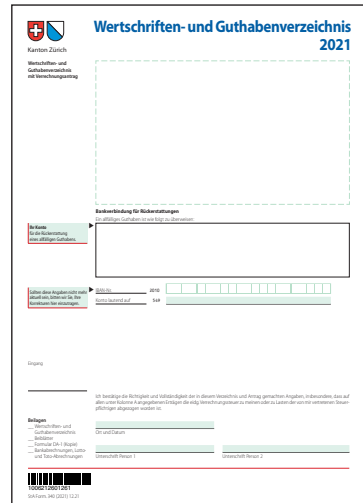 Wertschriften- und Guthabenverzeichnis
2021
Kanton Zürich
Wertschriften- und
Guthabenverzeichnis
mit Verrechnungsantrag
Bankverbindung für Rückerstattungen
Ein allfälliges Guthaben ist wie folgt zu überweisen:
Ihr Konto
für die Rückerstattung
eines allfälligen Guthabens.
Sollten diese Angaben nicht mehr
aktuell sein, bitten wir Sie, Ihre
Korrekturen hier einzutragen.
IBAN-Nr.
Konto lautend auf
Eingang
Ich bestätige die Richtigkeit und Vollständigkeit der in diesem Verzeichnis und Antrag gemachten Angaben, insbesondere, dass auf
allen unter Kolonne A angegebenen Erträgen die eidg. Verrechnungssteuer zu meinen oder zu Lasten der von mir vertretenen Steuer-
pflichtigen abgezogen worden ist.
Beilagen
Wertschriften- und
Guthabenverzeichnis
Beiblätter
Formular DA-1 (Kopie)
Bankabrechnungen, Lotto-
und Toto-Abrechnungen
Ort und Datum
Unterschrift Person 1
Unterschrift Person 2
1006212601261
StA Form. 340 (2021) 12.21